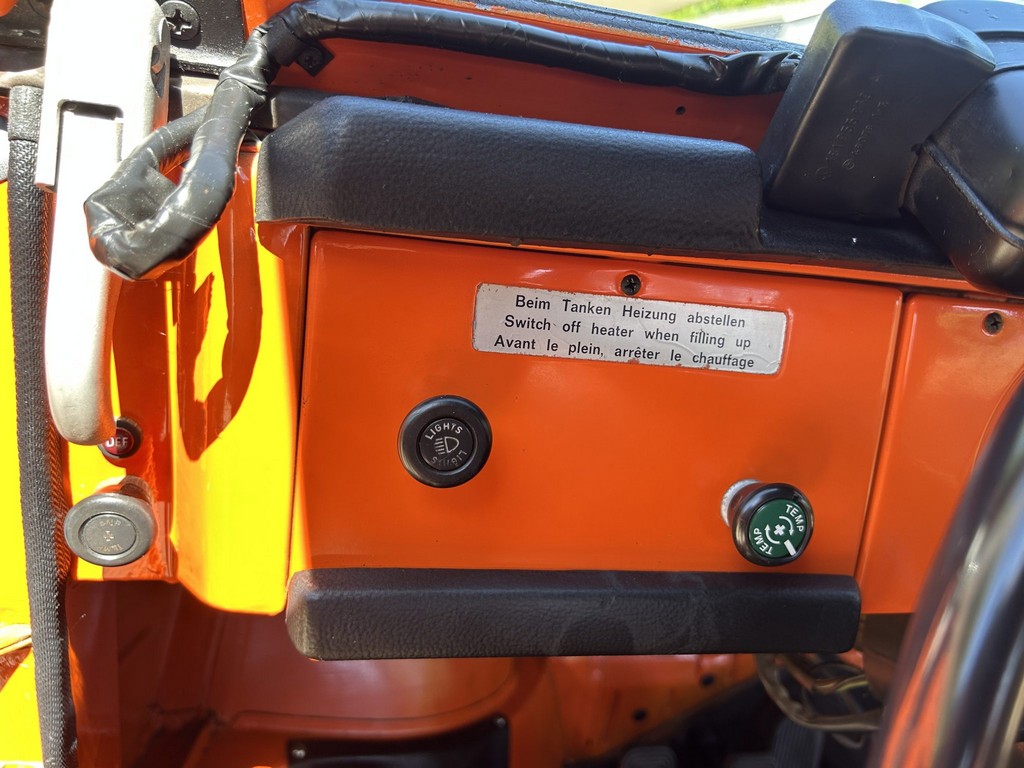 Beim Tanken Heizung abstellen
Switch off heater when filling up
Avant le plein, arrêter le chauffage
LIGHTS
LIGHTS
TEMP
TEMP
DEF